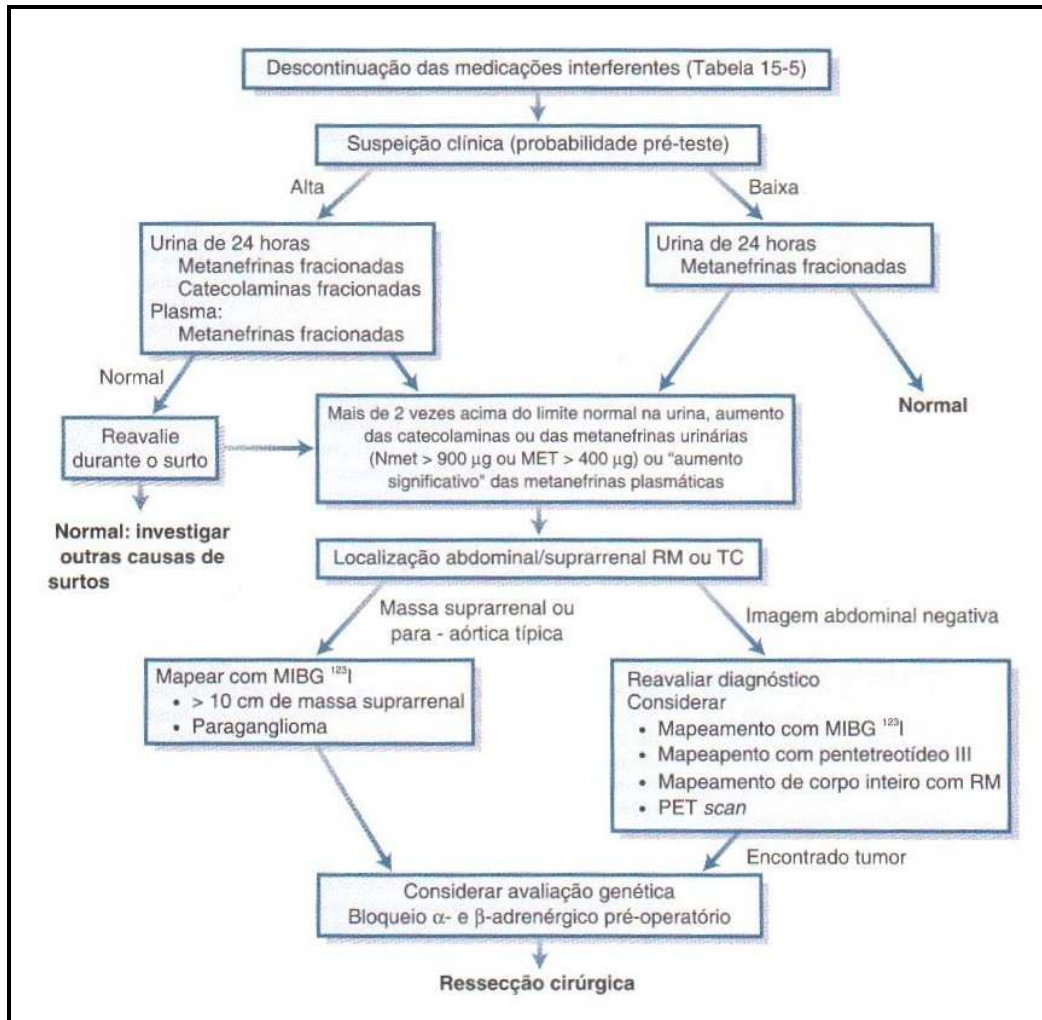 Descontinuação das medicações interferentes (Tabela 15-5)
Suspeição clínica (probabilidade pré-teste)
Alta
Baixa
Urina de 24 horas
Metanefrinas fracionadas
Catecolaminas fracionadas
Plasma:
Metanefrinas fracionadas
Urina de 24 horas
Metanefrinas fracionadas
Normal
Reavalie
durante o surto
Mais de 2 vezes acima do limite normal na urina, aumento
das catecolaminas ou das metanefrinas urinárias
(Nmet > 900 μg ou MET > 400 μg) ou “aumento
significativo” das metanefrinas plasmáticas
Normal
Normal: investigar
outras causas de
surtos
Localização abdominal/suprarrenal RM ou TC
Massa suprarrenal ou
para - aórtica típica
Imagem abdominal negativa
Mapear com MIBG ¹²³I
• > 10 cm de massa suprarrenal
• Paraganglioma
Reavaliar diagnóstico
Considerar
• Mapeamento com MIBG ¹²³I
• Mapeapento com pentetreotídeo III
• Mapeamento de corpo inteiro com RM
• PET scan
Encontrado tumor
Considerar avaliação genética
Bloqueio α- e β-adrenérgico pré-operatório
Ressecção cirúrgica